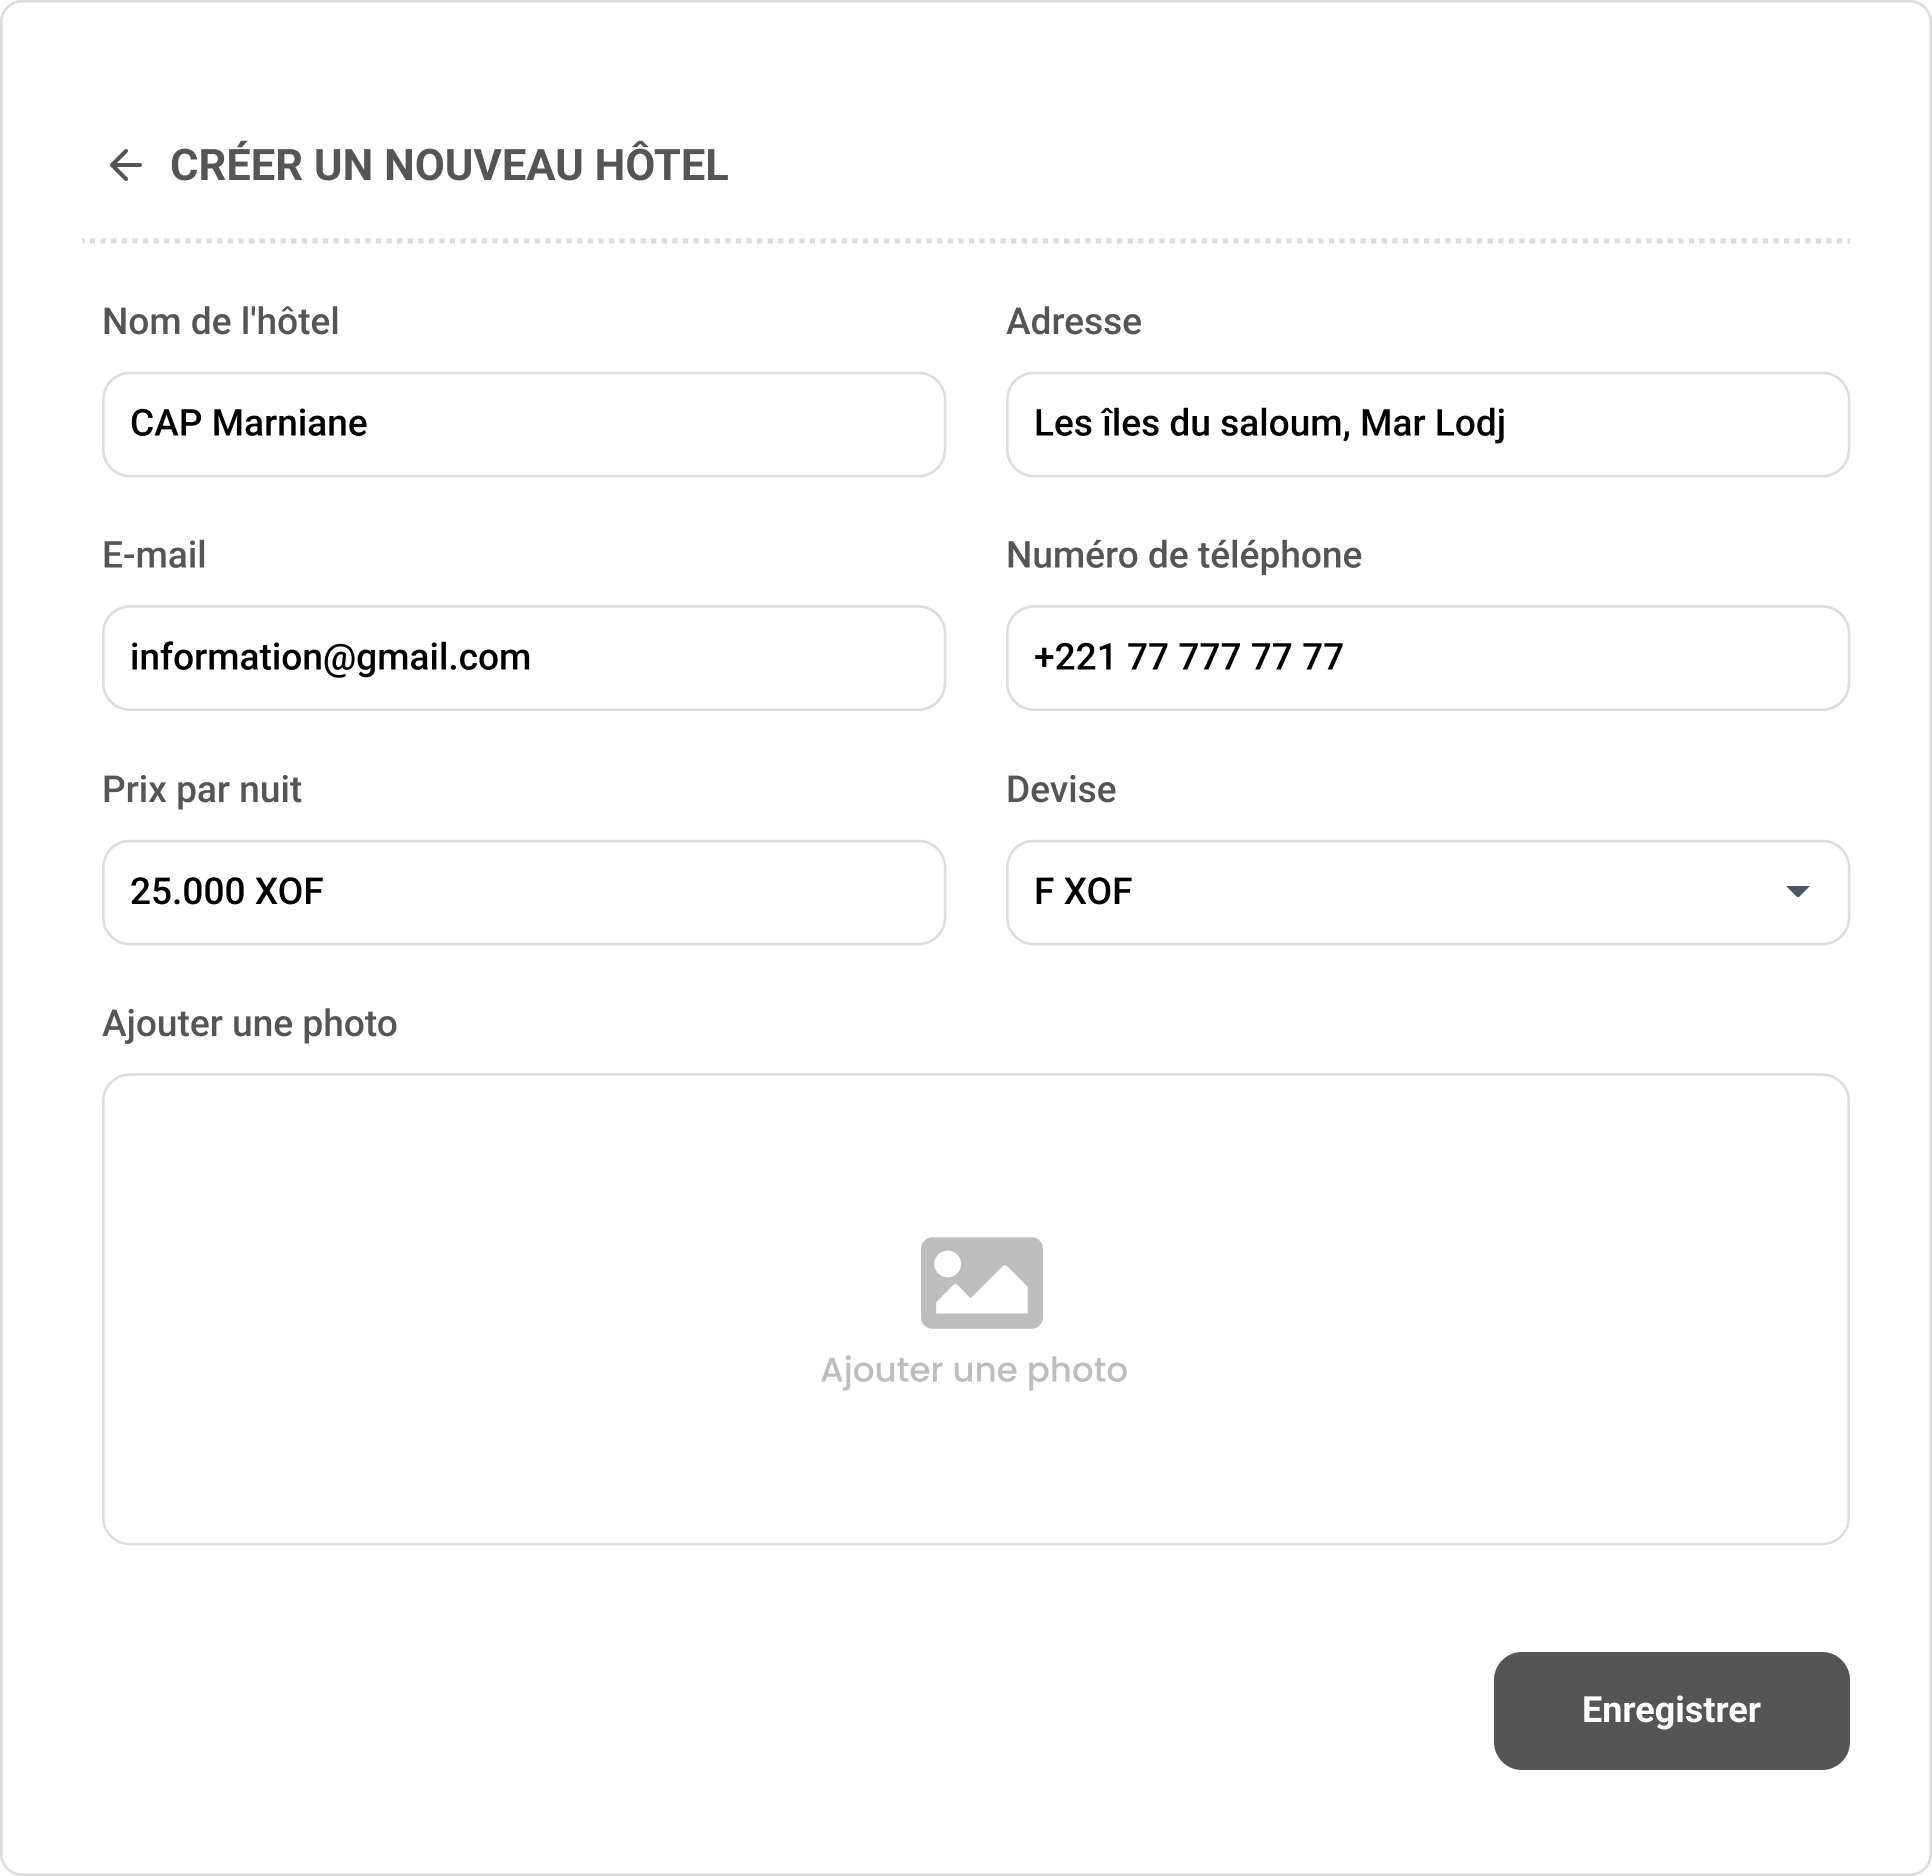 CRÉER UN NOUVEAU HÔTEL
Nom de l'hôtel
Adresse
CAP Marniane
Les îles du saloum, Mar Lodj
E-mail
Numéro de téléphone
information@gmail.com
+221 77 777 77 77
Prix par nuit
Devise
25.000 XOF
F XOF
Ajouter une photo
Ajouter une photo
Enregistrer